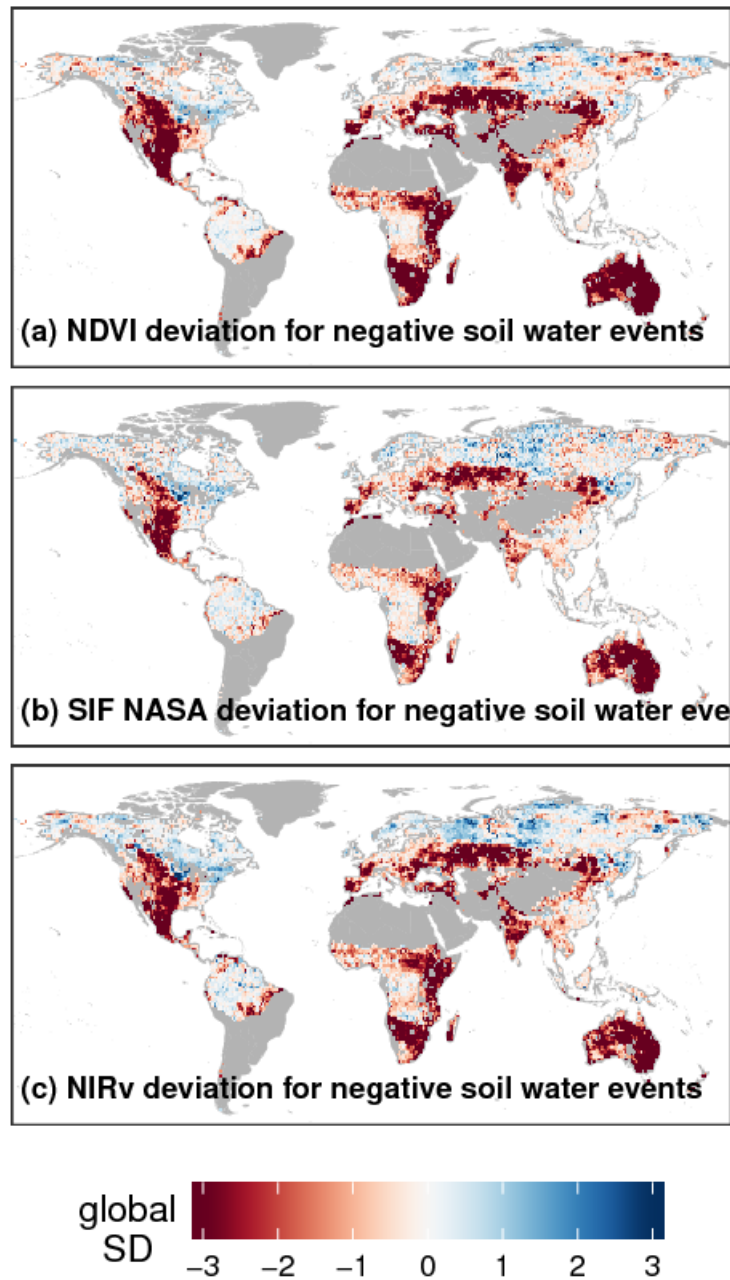 (a) NDVI deviation for negative soil water events
(b) SIF NASA deviation for negative soil water eve
(c) NIRv deviation for negative soil water events
global
SD
-3 -2 -1 0 1 2 3